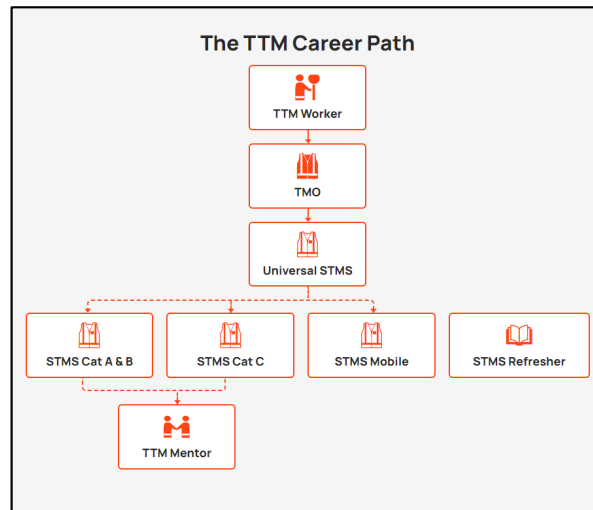 The TTM Career Path
TTM Worker
TMO
Universal STMS
STMS Cat A & B
STMS Cat C
STMS Mobile
STMS Refresher
TTM Mentor